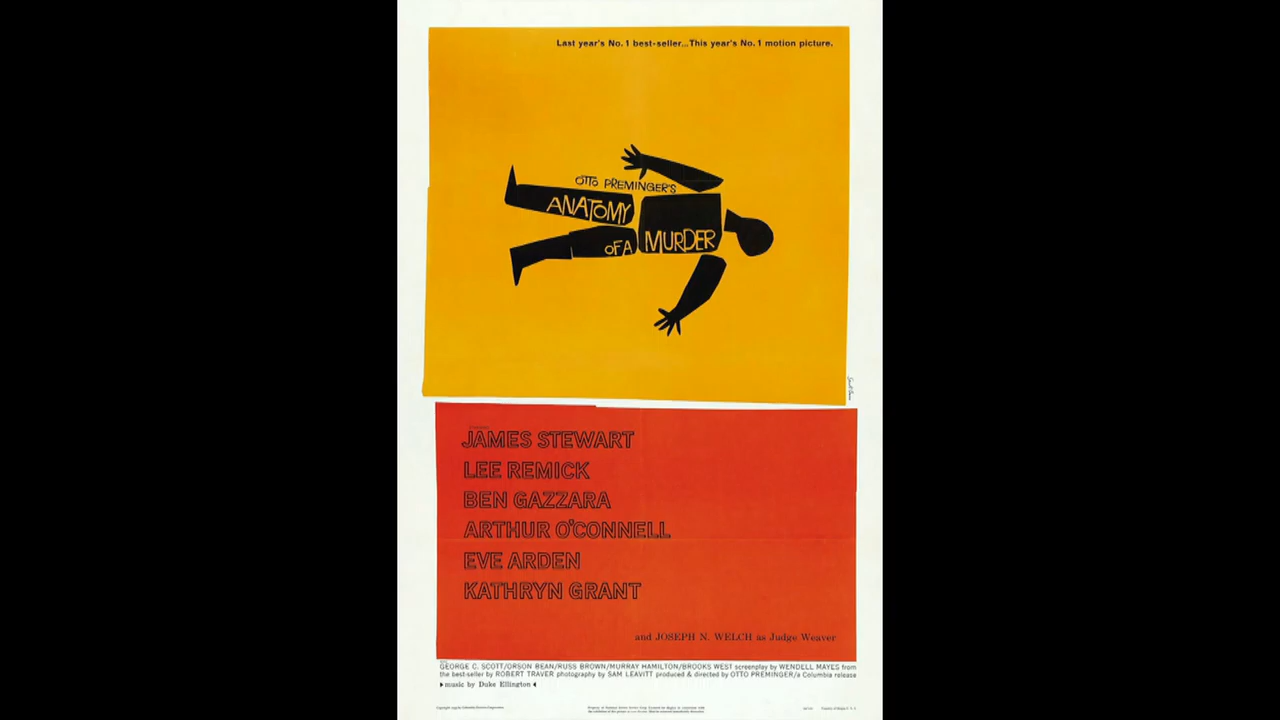 Last year's No. 1 best-seller...This year's No. 1 motion picture.
OTTO PREMINGER'S
ANATOMY
OF A MURDER
JAMES STEWART
LEE REMICK
BEN GAZZARA
ARTHUR O'CONNELL
EVE ARDEN
KATHRYN GRANT
and JOSEPH N. WELCH as Judge Weaver
GEORGE C. SCOTT/ORSON BEAN/RUSS BROWN/MURRAY HAMILTON/BROOKS WEST screenplay by WENDELL MAYES from
the best-seller by ROBERT TRAVER photography by SAM LEAVITT produced & directed by OTTO PREMINGER/a Columbia release
music by Duke Ellington